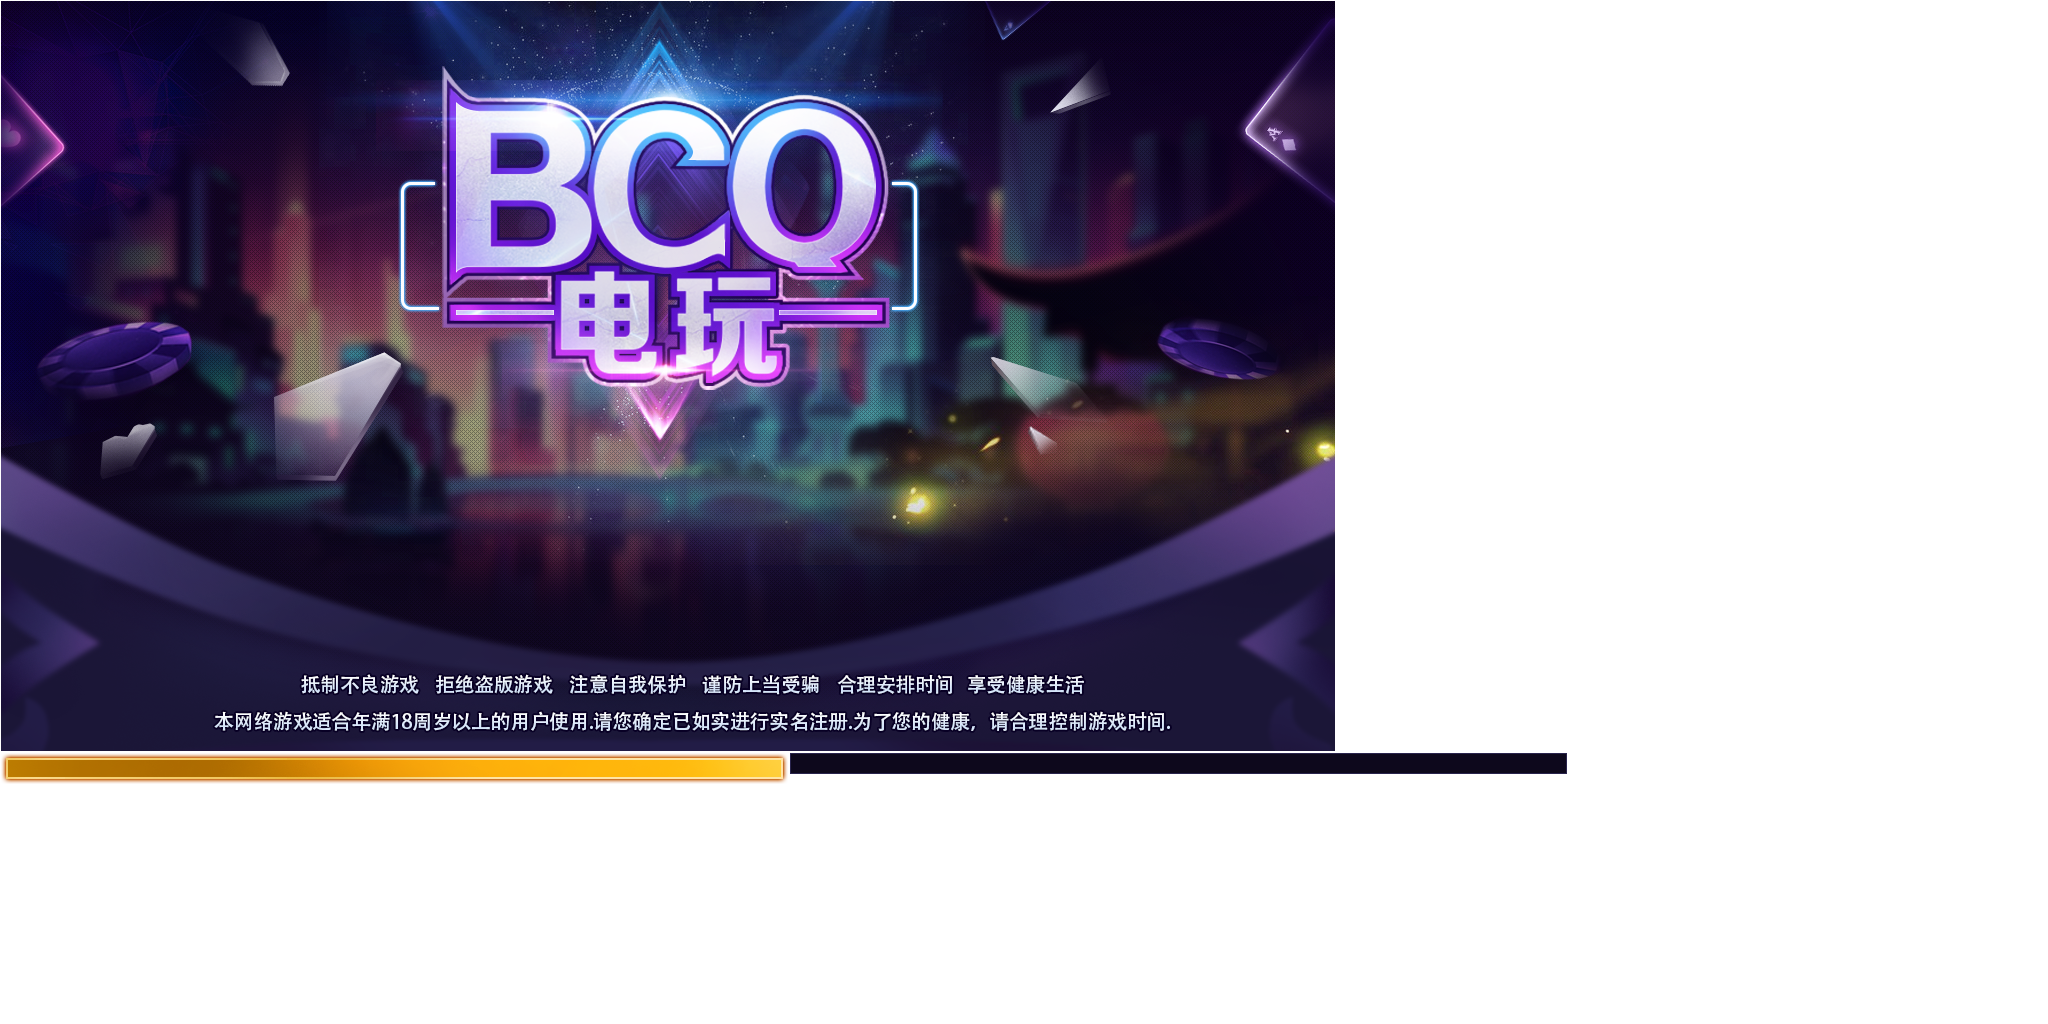 BCQ
电玩
抵制不良游戏 拒绝盗版游戏 注意自我保护 谨防上当受骗 合理安排时间 享受健康生活
本网络游戏适合年满18周岁以上的用户使用.请您确定已如实进行实名注册.为了您的健康，请合理控制游戏时间.